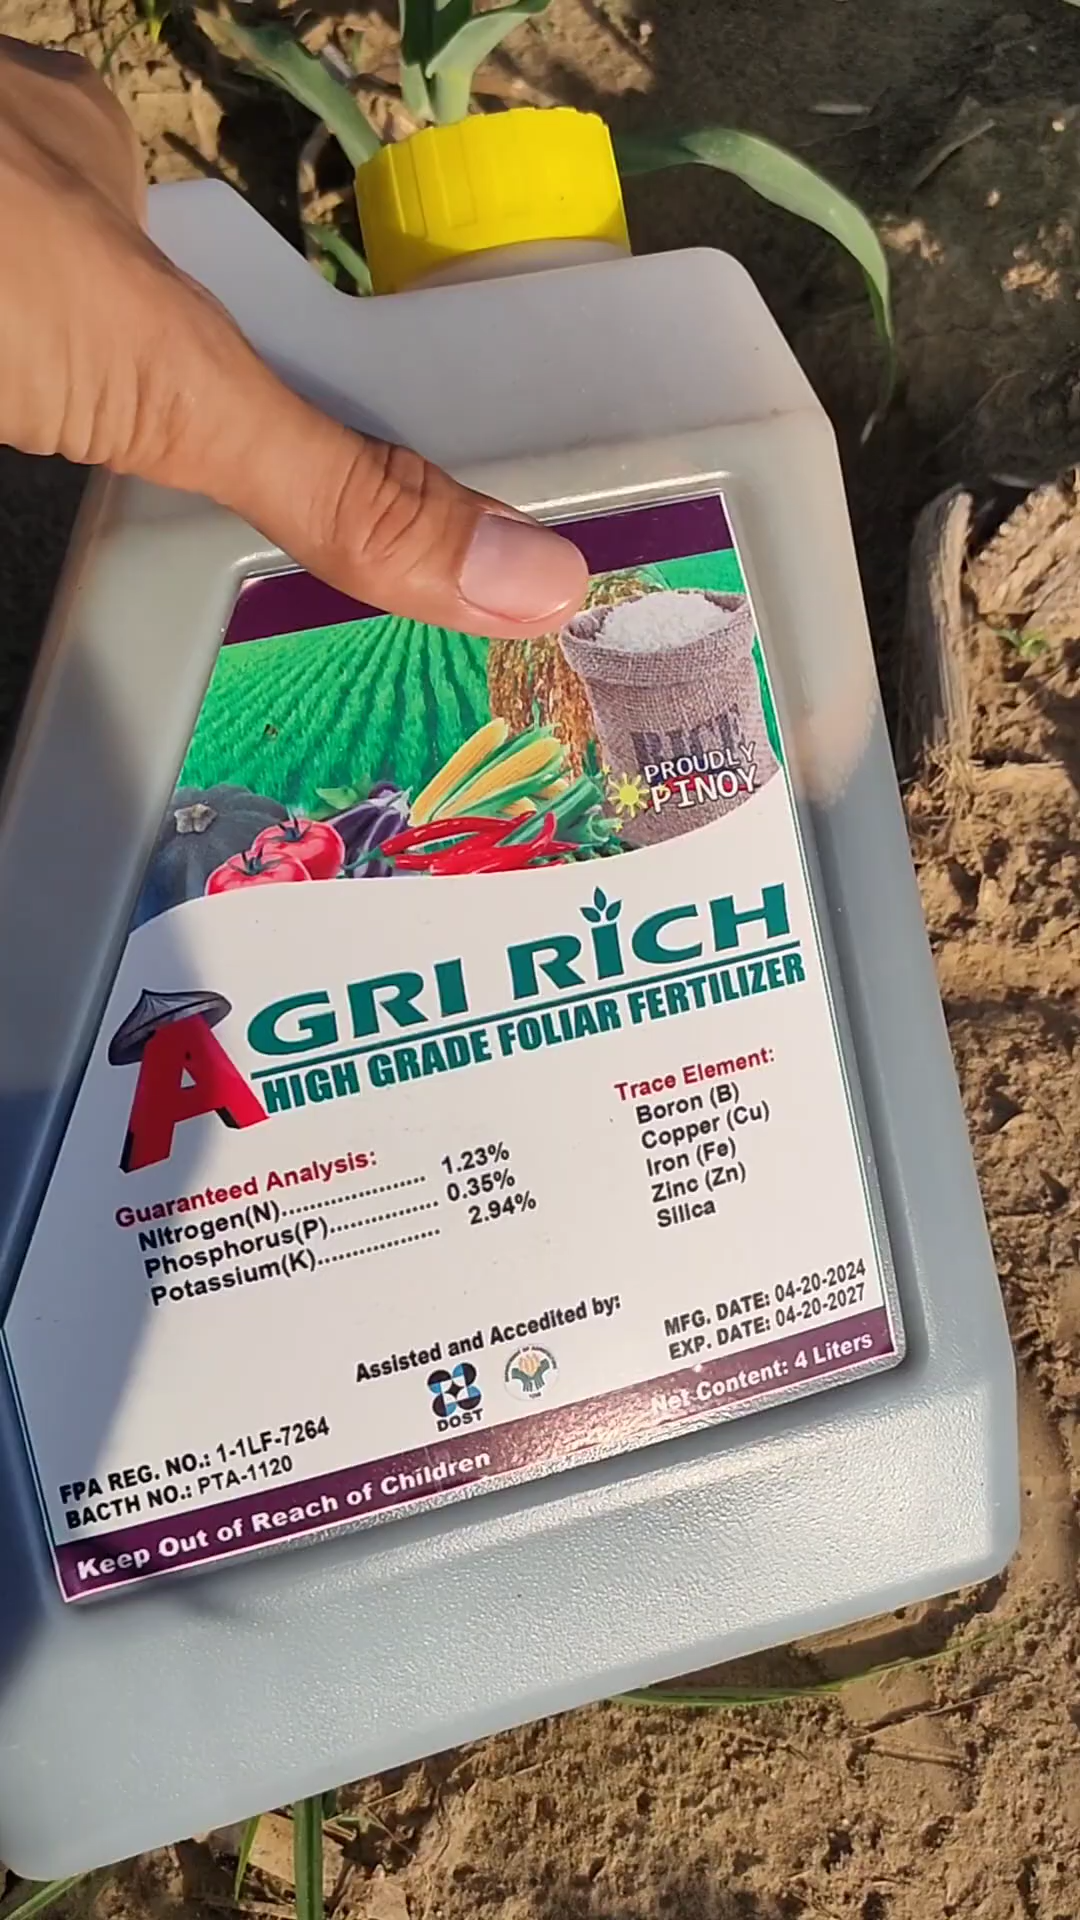 RICE
PROUDLY
PINOY
AGRI RICH
HIGH GRADE FOLIAR FERTILIZER
Guaranteed Analysis:
Nitrogen(N)..................... 1.23%
Phosphorus(P)................ 0.35%
Potassium(K).................. 2.94%
Trace Element:
Boron (B)
Copper (Cu)
Iron (Fe)
Zinc (Zn)
Silica
Assisted and Accedited by:
DOST
MFG. DATE: 04-20-2024
EXP. DATE: 04-20-2027
Net Content: 4 Liters
FPA REG. NO.: 1-1LF-7264
BACTH NO.: PTA-1120
Keep Out of Reach of Children